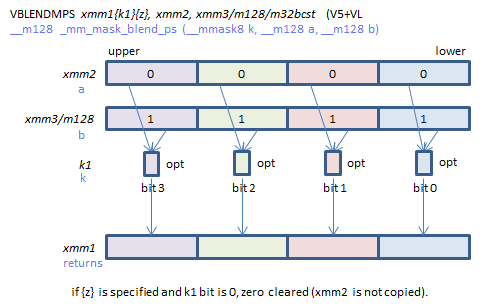 VBLENDMPS xmm1{k1}{z}, xmm2, xmm3/m128/m32bcst (V5+VL
__m128 _mm_mask_blend_ps (__mmask8 k, __m128 a, __m128 b)
upper lower
xmm2 0 0 0 0
a
xmm3/m128 1 1 1 1
b
k1 opt opt opt opt
k
bit 3 bit 2 bit 1 bit 0
xmm1
returns
if {z} is specified and k1 bit is 0, zero cleared (xmm2 is not copied).